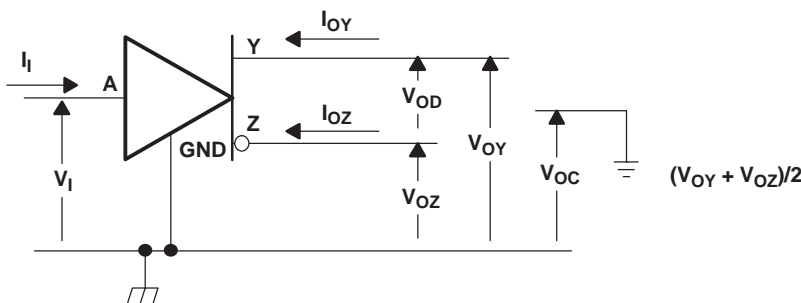 I_OY
I_I
A
Y
V_OD
I_OZ
Z
GND
V_I
V_OZ
V_OY
V_OC
(V_OY + V_OZ)/2